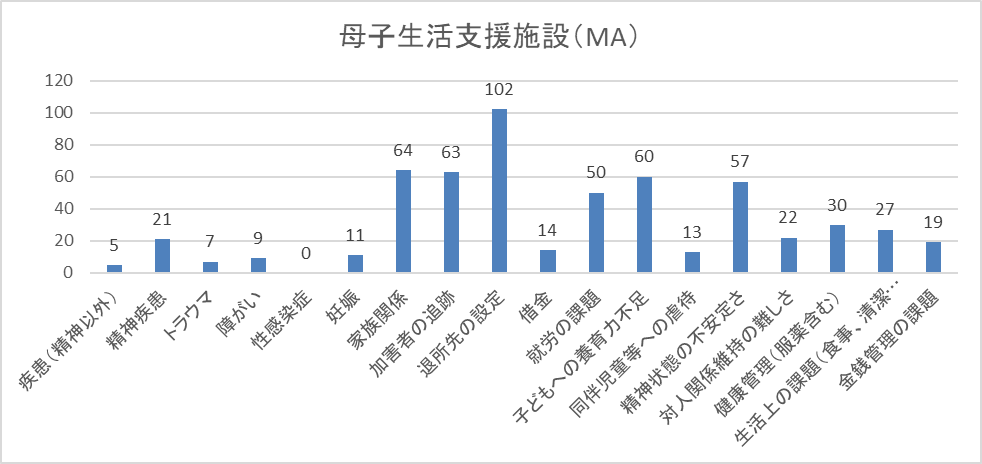 母子生活支援施設（MA）
120
100
80
60
40
20
0
5
21
7
9
0
11
64
63
102
14
50
60
13
57
22
30
27
19
疾患（精神以外）
精神疾患
トラウマ
障がい
性感染症
妊娠
家族関係
加害者の追跡
退所先の設定
借金
就労の課題
子どもへの養育力不足
同伴児童等への虐待
精神状態の不安定さ
対人関係維持の難しさ
健康管理（服薬含む）
生活上の課題（食事、清潔…
金銭管理の課題